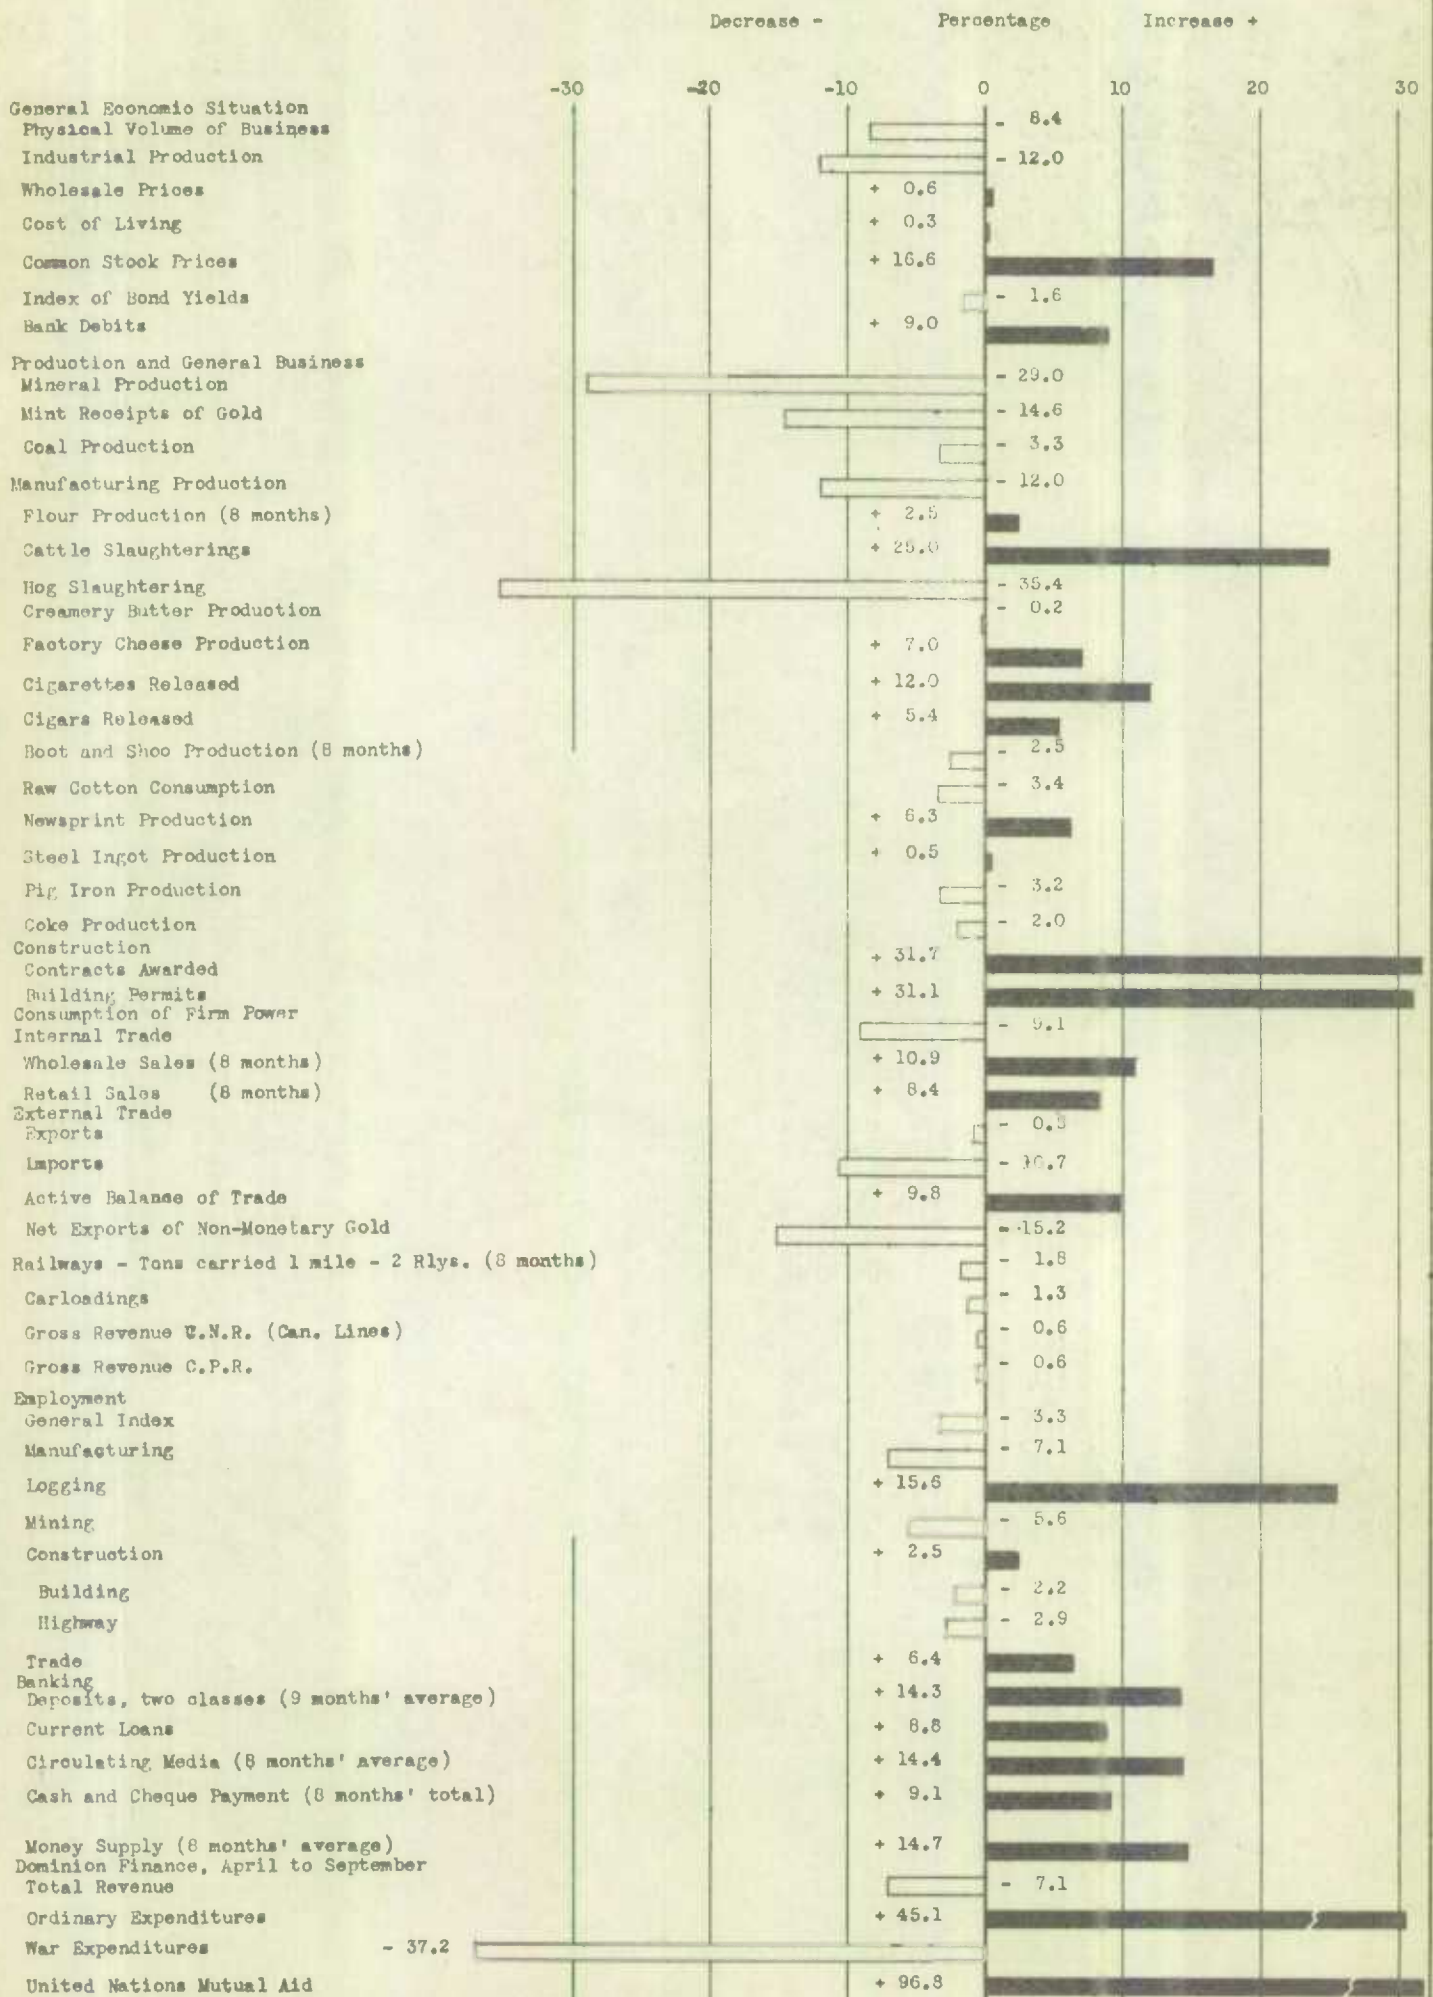 Decrease - Percentage Increase +
-30 -20 -10 0 10 20 30
General Economic Situation
Physical Volume of Business - 8.4
Industrial Production - 12.0
Wholesale Prices + 0.6
Cost of Living + 0.3
Common Stock Prices + 16.6
Index of Bond Yields - 1.6
Bank Debits + 9.0
Production and General Business
Mineral Production - 29.0
Mint Receipts of Gold - 14.6
Coal Production - 3.3
Manufacturing Production - 12.0
Flour Production (8 months) + 2.5
Cattle Slaughterings + 25.0
Hog Slaughtering - 35.4
Creamery Butter Production - 0.2
Factory Cheese Production + 7.0
Cigarettes Released + 12.0
Cigars Released + 5.4
Boot and Shoo Production (8 months) - 2.5
Raw Cotton Consumption - 3.4
Newsprint Production + 6.3
Steel Ingot Production + 0.5
Pig Iron Production - 3.2
Coke Production - 2.0
Construction
Contracts Awarded + 31.7
Building Permits + 31.1
Consumption of Firm Power - 9.1
Internal Trade
Wholesale Sales (8 months) + 10.9
Retail Sales (8 months) + 8.4
External Trade
Exports -
Imports - 10.7
Active Balanse of Trade + 9.8
Net Exports of Non-Monetary Gold - 15.2
Railways - Tons carried 1 mile - 2 Rlys. (8 months) - 1.8
Carloadings - 1.3
Gross Revenue C.N.R. (Can. Lines) - 0.6
Gross Revenue C.P.R. - 0.6
Employment
General Index - 3.3
Manufacturing - 7.1
Logging + 15.6
Mining - 5.6
Construction + 2.5
Building - 2.2
Highway - 2.9
Trade + 6.4
Banking
Deposits, two classes (9 months' average) + 14.3
Current Loans + 8.8
Circulating Media (8 months' average) + 14.4
Cash and Cheque Payment (8 months' total) + 9.1
Money Supply (8 months' average) + 14.7
Dominion Finance, April to September
Total Revenue - 7.1
Ordinary Expenditures + 45.1
War Expenditures - 37.2
United Nations Mutual Aid + 96.8